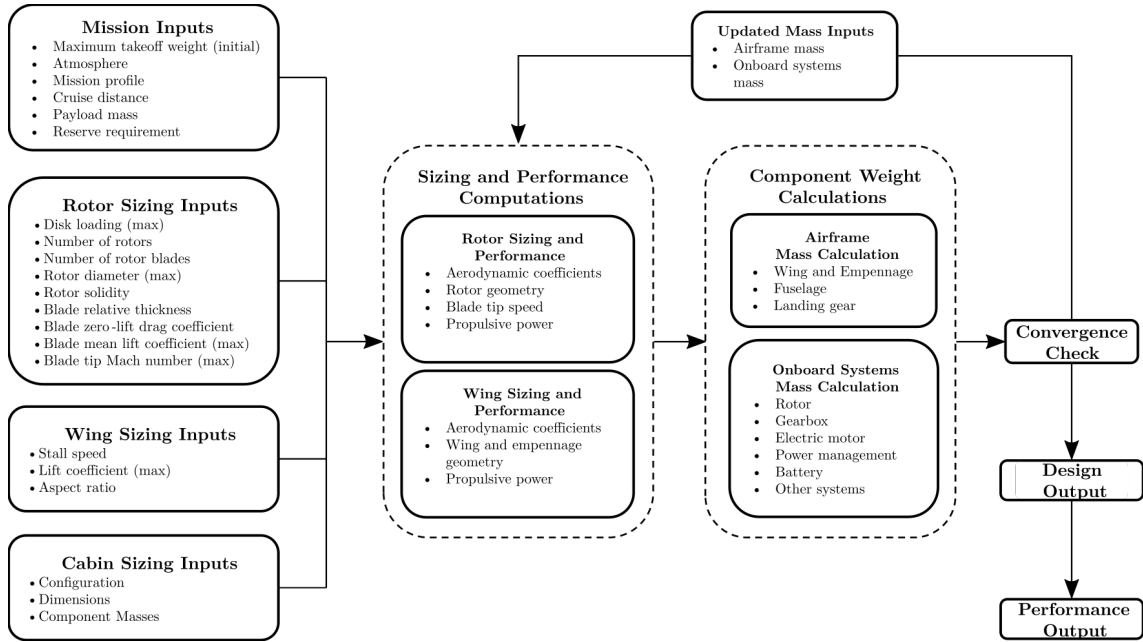 Mission Inputs
• Maximum takeoff weight (initial)
• Atmosphere
• Mission profile
• Cruise distance
• Payload mass
• Reserve requirement
Rotor Sizing Inputs
• Disk loading (max)
• Number of rotors
• Number of rotor blades
• Rotor diameter (max)
• Rotor solidity
• Blade relative thickness
• Blade zero-lift drag coefficient
• Blade mean lift coefficient (max)
• Blade tip Mach number (max)
Wing Sizing Inputs
• Stall speed
• Lift coefficient (max)
• Aspect ratio
Cabin Sizing Inputs
• Configuration
• Dimensions
• Component Masses
Updated Mass Inputs
• Airframe mass
• Onboard systems
mass
Sizing and Performance
Computations
Rotor Sizing and
Performance
• Aerodynamic coefficients
• Rotor geometry
• Blade tip speed
• Propulsive power
Wing Sizing and
Performance
• Aerodynamic coefficients
• Wing and empennage
geometry
• Propulsive power
Component Weight
Calculations
Airframe
Mass Calculation
• Wing and Empennage
• Fuselage
• Landing gear
Onboard Systems
Mass Calculation
• Rotor
• Gearbox
• Electric motor
• Power management
• Battery
• Other systems
Convergence
Check
Design
Output
Performance
Output